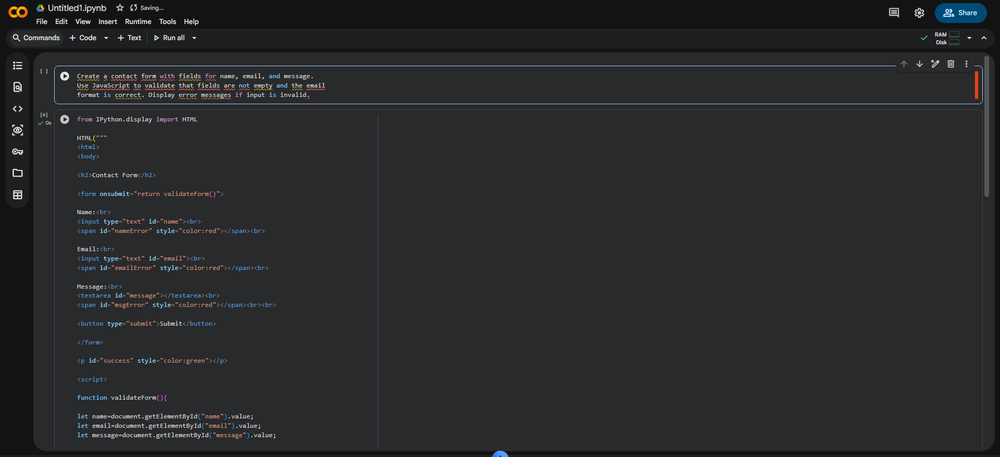 Untitled1.ipynb Saving...
File Edit View Insert Runtime Tools Help
Share
Commands + Code + Text Run all
RAM
Disk
[ ]
Create a contact form with fields for name, email, and message.
Use JavaScript to validate that fields are not empty and the email
format is correct. Display error messages if input is invalid.
[4]
0s
from IPython.display import HTML
HTML("""
<html>
<body>
<h2>Contact Form</h2>
<form onsubmit="return validateForm()">
Name:<br>
<input type="text" id="name"><br>
<span id="nameError" style="color:red"></span><br>
Email:<br>
<input type="text" id="email"><br>
<span id="emailError" style="color:red"></span><br>
Message:<br>
<textarea id="message"></textarea><br>
<span id="msgError" style="color:red"></span><br><br>
<button type="submit">Submit</button>
</form>
<p id="success" style="color:green"></p>
<script>
function validateForm(){
let name=document.getElementById("name").value;
let email=document.getElementById("email").value;
let message=document.getElementById("message").value;